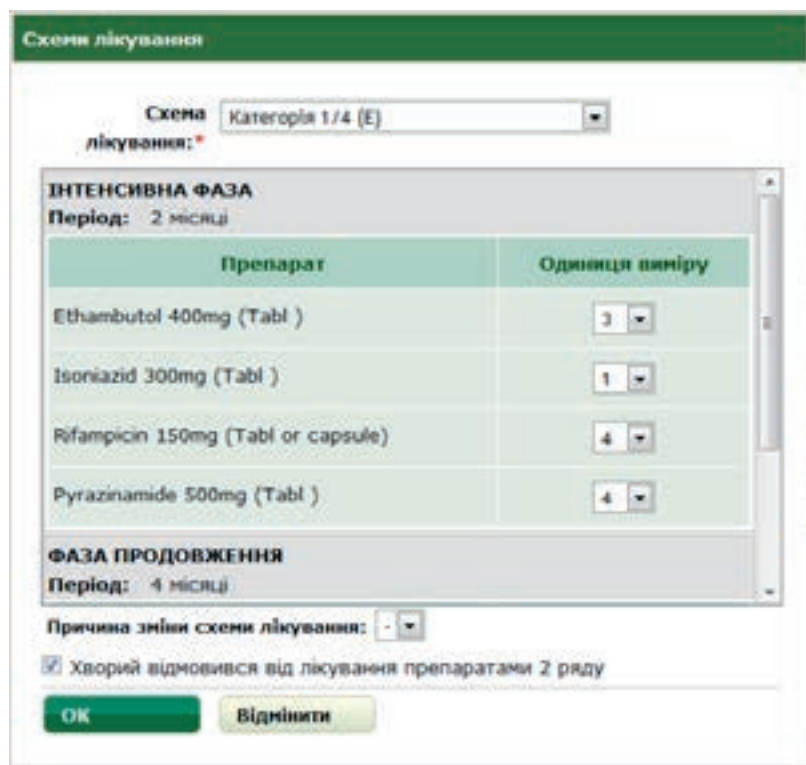 Схеми лікування
Схема Категорія 1/4 (E)
лікування:*
ІНТЕНСИВНА ФАЗА
Період: 2 місяці
Препарат Одиниця виміру
Ethambutol 400mg (Tabl ) 3
Isoniazid 300mg (Tabl ) 1
Rifampicin 150mg (Tabl or capsule) 4
Pyrazinamide 500mg (Tabl ) 4
ФАЗА ПРОДОВЖЕННЯ
Період: 4 місяці
Причина зміни схеми лікування: -
Хворий відмовився від лікування препаратами 2 ряду
ОК Відмінити